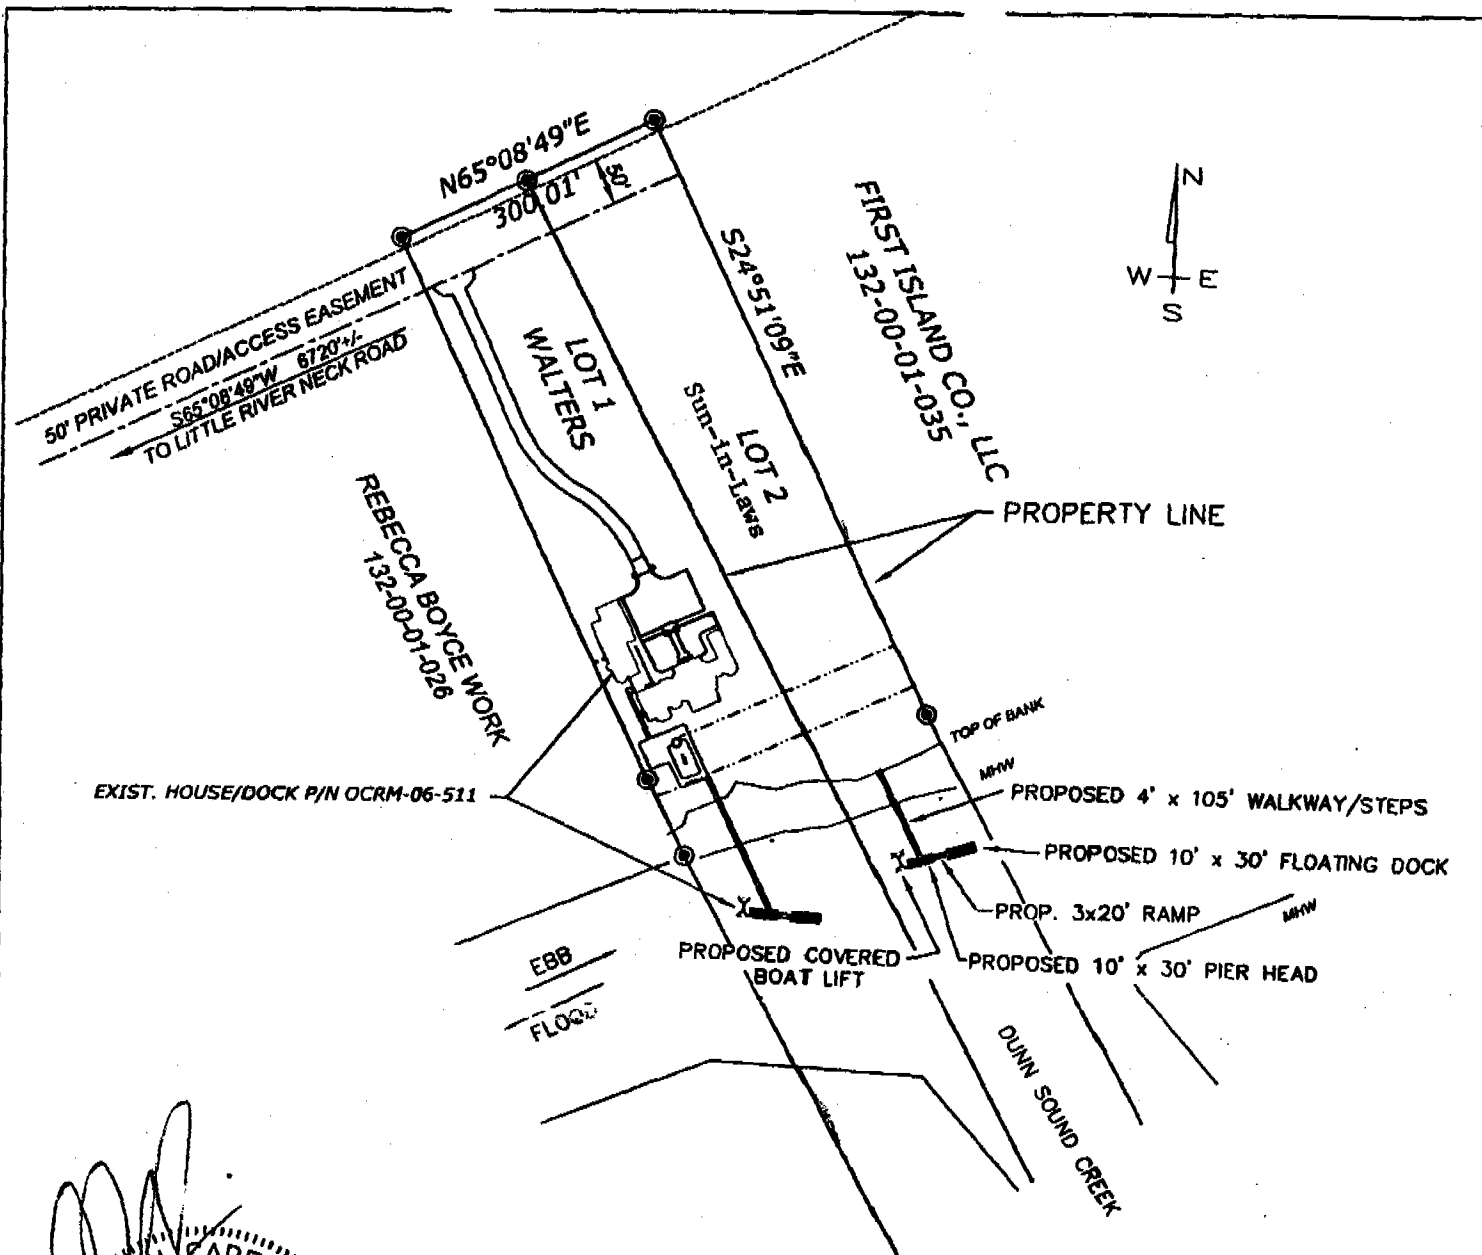 N65°08'49"E
300.01'
50'
N
W E
S
FIRST ISLAND CO., LLC
132-00-01-035
S24°51'09"E
50' PRIVATE ROAD/ACCESS EASEMENT
S65°08'49"W 6720'+/-
TO LITTLE RIVER NECK ROAD
LOT 1
WALTERS
LOT 2
Sun-in-Laws
PROPERTY LINE
REBECCA BOYCE WORK
132-00-01-026
TOP OF BANK
MHW
EXIST. HOUSE/DOCK P/N OCRM-06-511
PROPOSED 4' x 105' WALKWAY/STEPS
PROPOSED 10' x 30' FLOATING DOCK
PROP. 3x20' RAMP
MHW
PROPOSED COVERED
BOAT LIFT
PROPOSED 10' x 30' PIER HEAD
EBB
FLOOD
DUNN SOUND CREEK